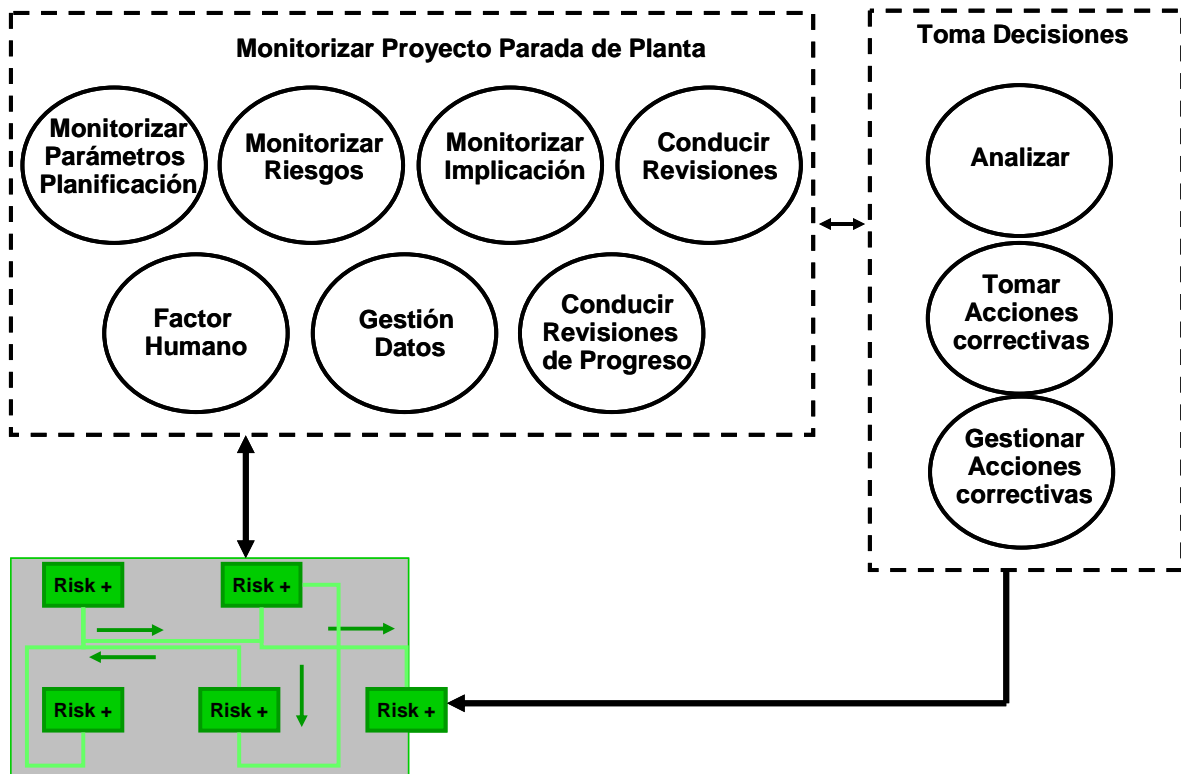 Monitorizar Proyecto Parada de Planta
Monitorizar
Parámetros
Planificación
Monitorizar
Riesgos
Monitorizar
Implicación
Conducir
Revisiones
Factor
Humano
Gestión
Datos
Conducir
Revisiones
de Progreso
Toma Decisiones
Analizar
Tomar
Acciones
correctivas
Gestionar
Acciones
correctivas
Risk +
Risk +
Risk +
Risk +
Risk +